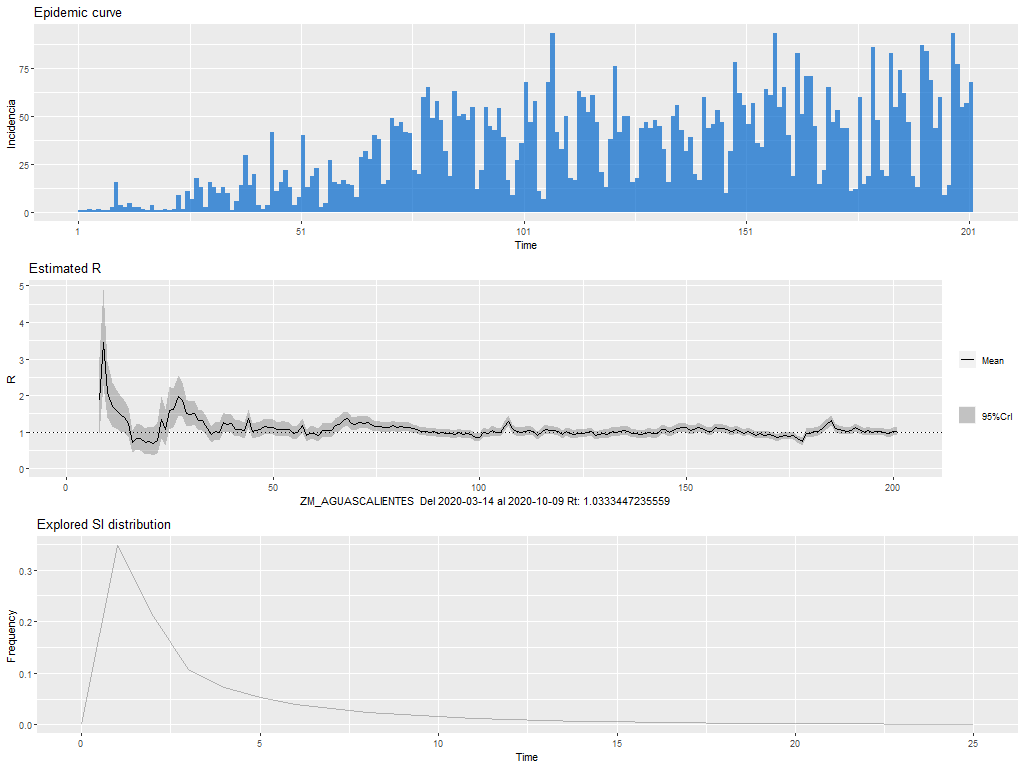 Epidemic curve
75
50
25
0
Incidencia
1
51
101
151
201
Time
Estimated R
5
4
3
2
1
0
R
0
50
100
150
200
ZM_AGUASCALIENTES Del 2020-03-14 al 2020-10-09 Rt: 1.0333447235559
Mean
95%CrI
Explored SI distribution
0.3
0.2
0.1
0.0
Frequency
0
5
10
15
20
25
Time